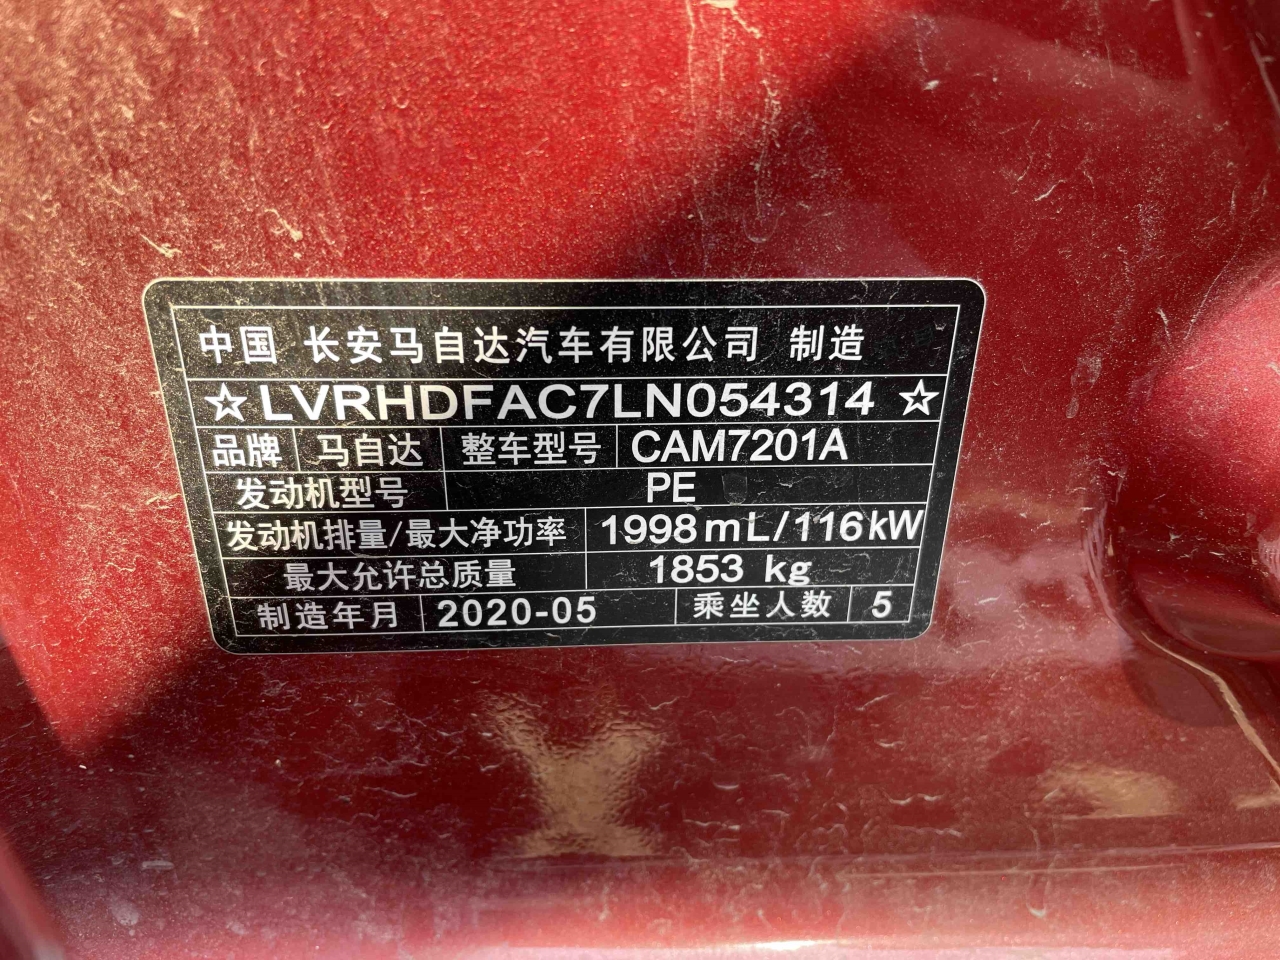 中国 长安马自达汽车有限公司 制造
☆LVRHDFAC7LN054314☆
品牌 马自达 整车型号 CAM7201A
发动机型号 PE
发动机排量/最大净功率 1998mL/116kW
最大允许总质量 1853 kg
制造年月 2020-05 乘坐人数 5